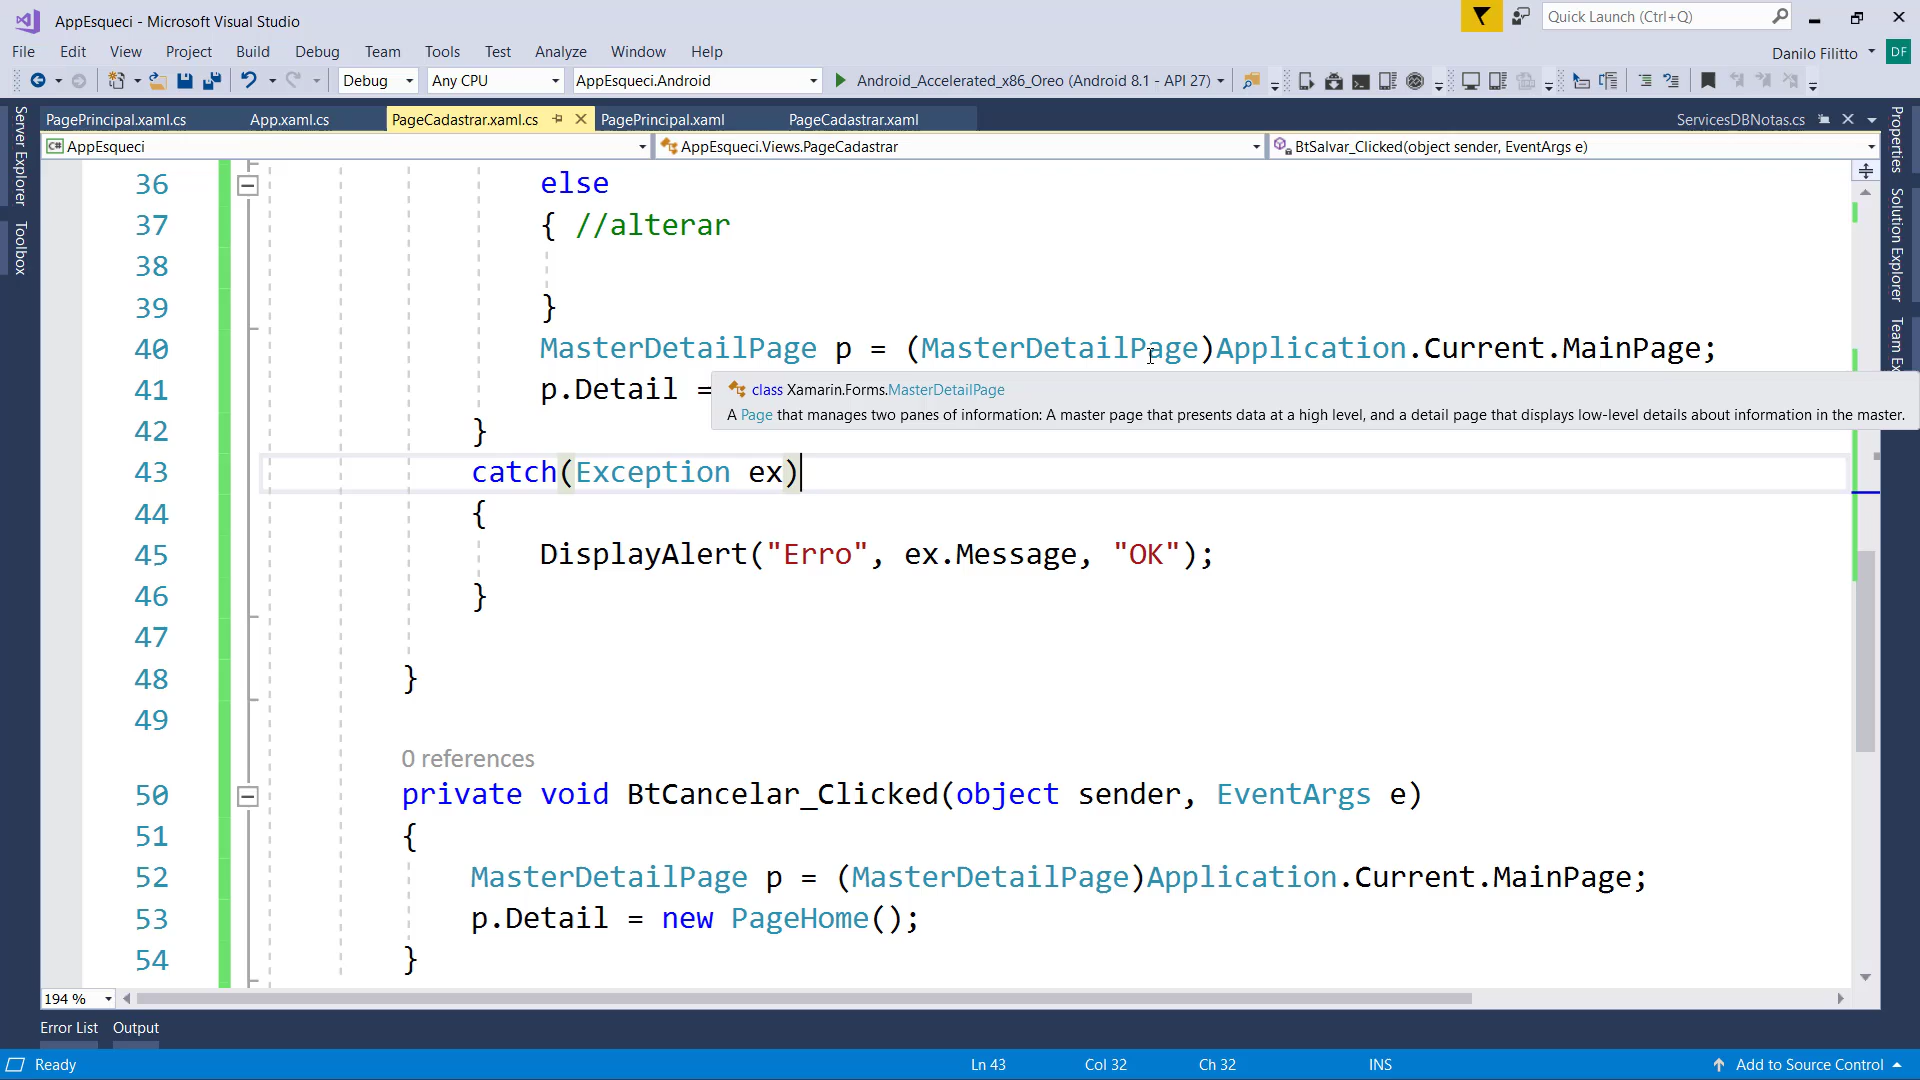 AppEsqueci - Microsoft Visual Studio
Quick Launch (Ctrl+Q)
File Edit View Project Build Debug Team Tools Test Analyze Window Help
Danilo Filitto DF
Debug Any CPU AppEsqueci.Android Android_Accelerated_x86_Oreo (Android 8.1 - API 27)
PagePrincipal.xaml.cs App.xaml.cs PageCadastrar.xaml.cs PagePrincipal.xaml PageCadastrar.xaml ServicesDBNotas.cs
AppEsqueci AppEsqueci.Views.PageCadastrar BtSalvar_Clicked(object sender, EventArgs e)
Server Explorer
Toolbox
Properties
Solution Explorer
Team Ex
36 else
37 { //alterar
38
39 }
40 MasterDetailPage p = (MasterDetailPage)Application.Current.MainPage;
41 p.Detail =
class Xamarin.Forms.MasterDetailPage
A Page that manages two panes of information: A master page that presents data at a high level, and a detail page that displays low-level details about information in the master.
42 }
43 catch(Exception ex)
44 {
45 DisplayAlert("Erro", ex.Message, "OK");
46 }
47
48 }
49
0 references
50 private void BtCancelar_Clicked(object sender, EventArgs e)
51 {
52 MasterDetailPage p = (MasterDetailPage)Application.Current.MainPage;
53 p.Detail = new PageHome();
54 }
194 %
Error List Output
Ready Ln 43 Col 32 Ch 32 INS Add to Source Control